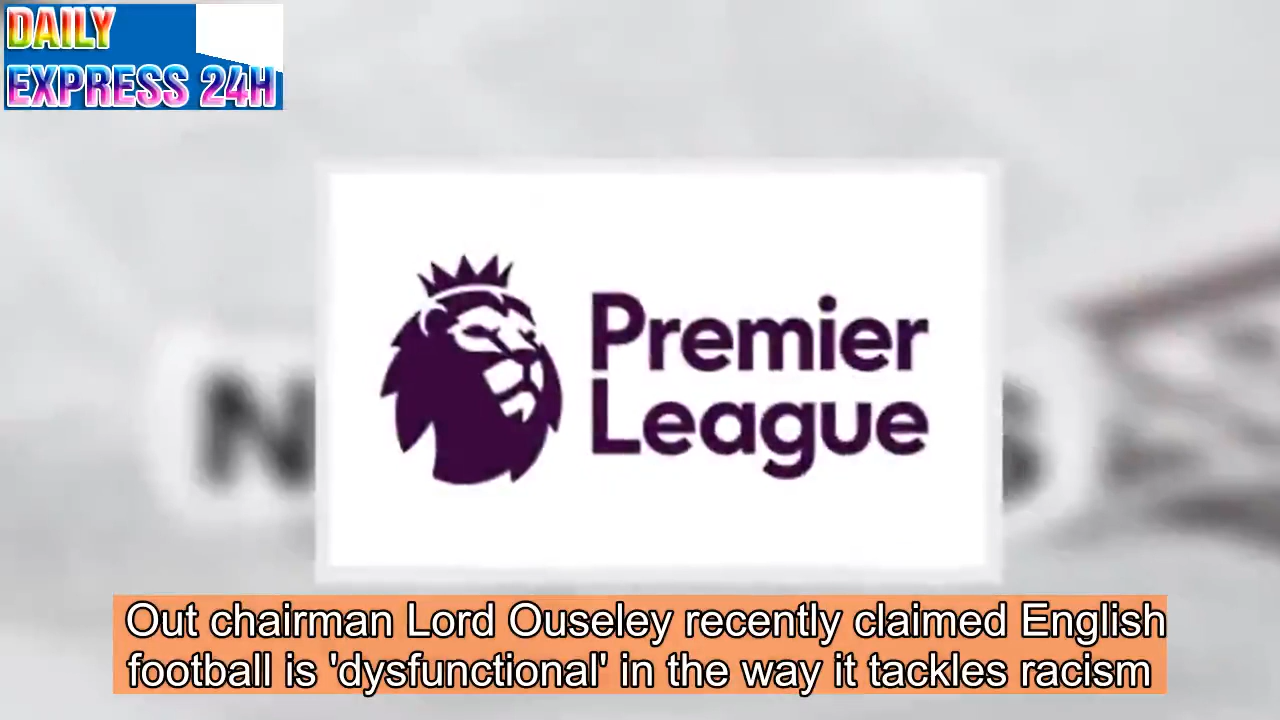 DAILY
EXPRESS 24H
Premier
League
Out chairman Lord Ouseley recently claimed English
football is 'dysfunctional' in the way it tackles racism